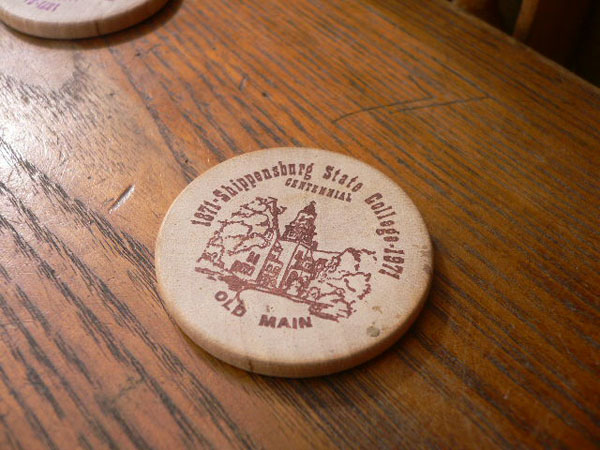 1871-Shippensburg State College-1971
CENTENNIAL
OLD MAIN